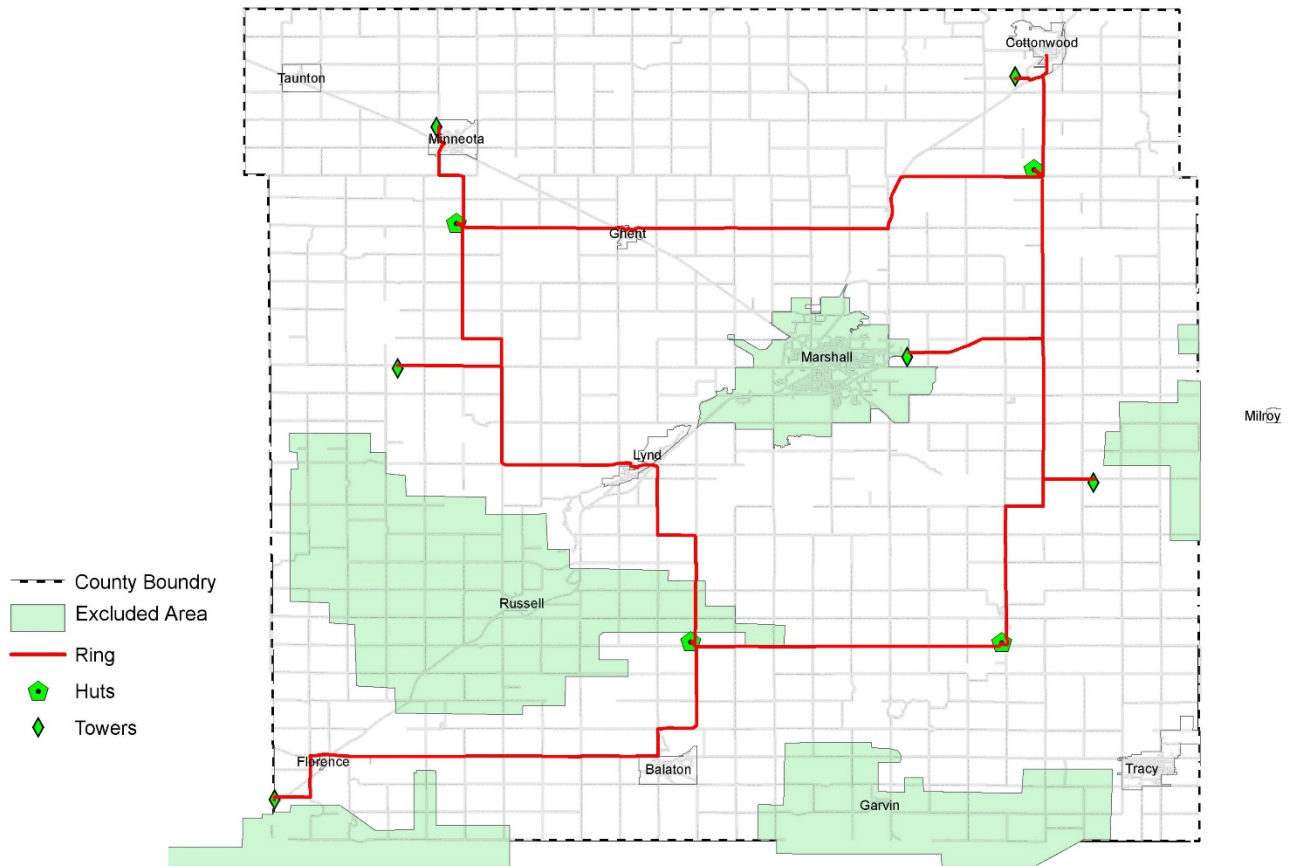 Cottonwood
Taunton
Minneota
Ghent
Marshall
Milroy
Lynd
Russell
Florence
Balaton
Tracy
Garvin
County Boundry
Excluded Area
Ring
Huts
Towers